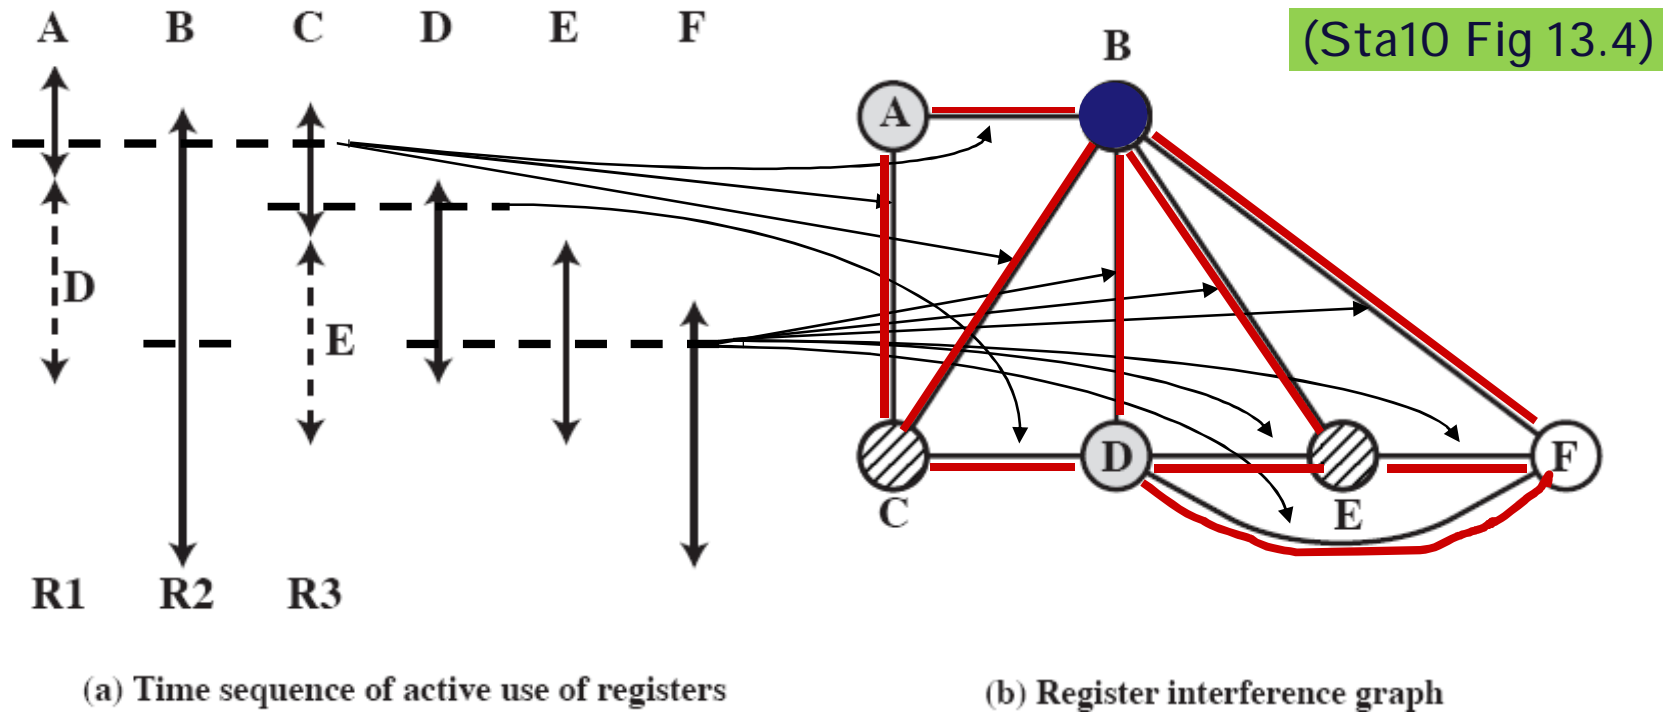 A B C D E F
(Sta10 Fig 13.4)
B
A
D
E
C
D
E
F
R1 R2 R3
(a) Time sequence of active use of registers
(b) Register interference graph